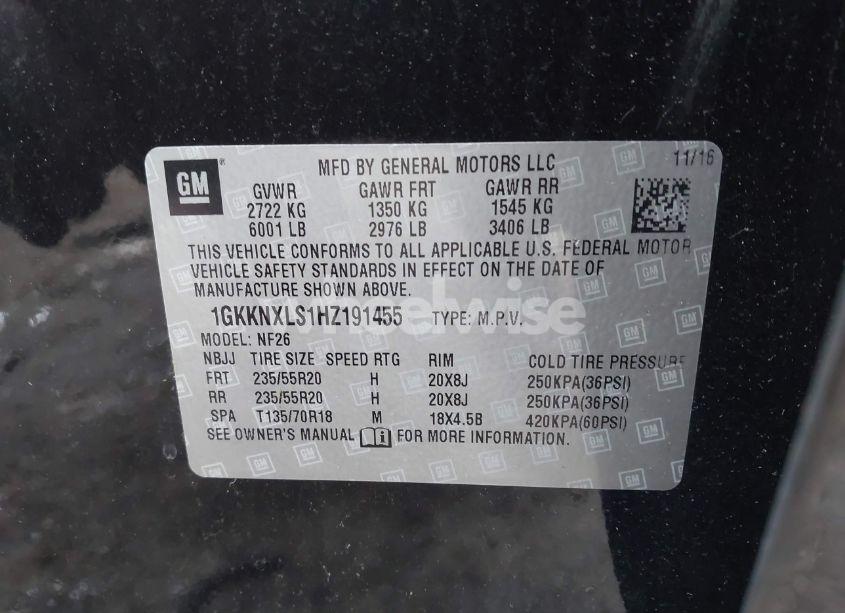 GM
MFD BY GENERAL MOTORS LLC
11/16
GVWR GAWR FRT GAWR RR
2722 KG 1350 KG 1545 KG
6001 LB 2976 LB 3406 LB
THIS VEHICLE CONFORMS TO ALL APPLICABLE U.S. FEDERAL MOTOR
VEHICLE SAFETY STANDARDS IN EFFECT ON THE DATE OF
MANUFACTURE SHOWN ABOVE.
1GKKNXLS1HZ191455 TYPE: M.P.V.
MODEL: NF26
NBJJ TIRE SIZE SPEED RTG RIM COLD TIRE PRESSURE
FRT 235/55R20 H 20X8J 250KPA(36PSI)
RR 235/55R20 H 20X8J 250KPA(36PSI)
SPA T135/70R18 M 18X4.5B 420KPA(60PSI)
SEE OWNER'S MANUAL FOR MORE INFORMATION.